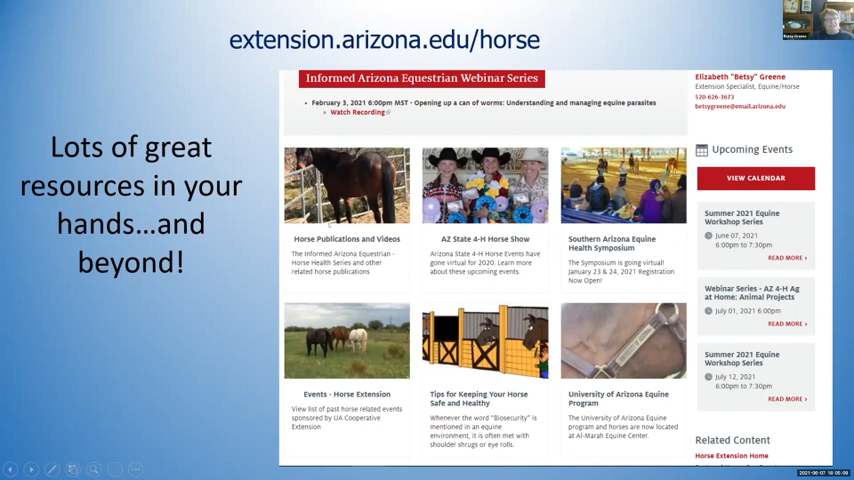 extension.arizona.edu/horse
Lots of great
resources in your
hands...and
beyond!
Informed Arizona Equestrian Webinar Series
• February 3, 2021 6:00pm MST - Opening up a can of worms: Understanding and managing equine parasites
• Watch Recording
Horse Publications and Videos
The Informed Arizona Equestrian -
Horse Health Series and other
related horse publications
AZ State 4-H Horse Show
Arizona State 4-H Horse Events have
gone virtual for 2020. Learn more
about these upcoming events.
Southern Arizona Equine
Health Symposium
The Symposium is going virtual!
January 23 & 24, 2021 Registration
Now Open!
Events - Horse Extension
View list of past horse related events
sponsored by UA Cooperative
Extension
Tips for Keeping Your Horse
Safe and Healthy
Whenever the word "Biosecurity" is
mentioned in an equine
environment, it is often met with
shoulder shrugs or eye rolls.
University of Arizona Equine
Program
The University of Arizona Equine
program and horses are now located
at Al-Marah Equine Center.
Elizabeth "Betsy" Greene
Extension Specialist, Equine/Horse
520-626-3673
betsygreene@email.arizona.edu
Upcoming Events
VIEW CALENDAR
Summer 2021 Equine
Workshop Series
June 07, 2021
6:00pm to 7:30pm
READ MORE >
Webinar Series - AZ 4-H Ag
at Home: Animal Projects
July 01, 2021 6:00pm
READ MORE >
Summer 2021 Equine
Workshop Series
July 12, 2021
6:00pm to 7:30pm
READ MORE >
Related Content
Horse Extension Home